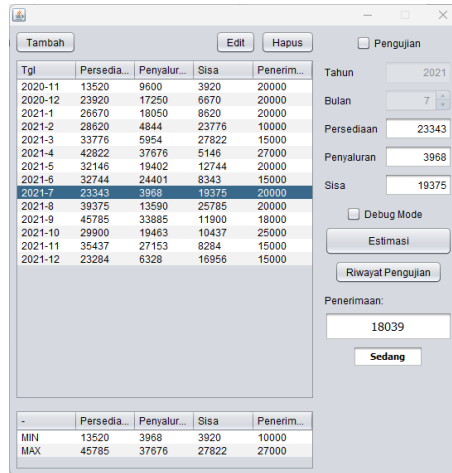 Tambah Edit Hapus Pengujian
Tgl Persedia... Penyalur... Sisa Penerim...
2020-11 13520 9600 3920 20000
2020-12 23920 17250 6670 20000
2021-1 26670 18050 8620 20000
2021-2 28620 4844 23776 10000
2021-3 33776 5954 27822 15000
2021-4 42822 37676 5146 27000
2021-5 32146 19402 12744 20000
2021-6 32744 24401 8343 15000
2021-7 23343 3968 19375 20000
2021-8 39375 13590 25785 20000
2021-9 45785 33885 11900 18000
2021-10 29900 19463 10437 25000
2021-11 35437 27153 8284 15000
2021-12 23284 6328 16956 15000
- Persedia... Penyalur... Sisa Penerim...
MIN 13520 3968 3920 10000
MAX 45785 37676 27822 27000
Tahun 2021
Bulan 7
Persediaan 23343
Penyaluran 3968
Sisa 19375
Debug Mode
Estimasi
Riwayat Pengujian
Penerimaan:
18039
Sedang